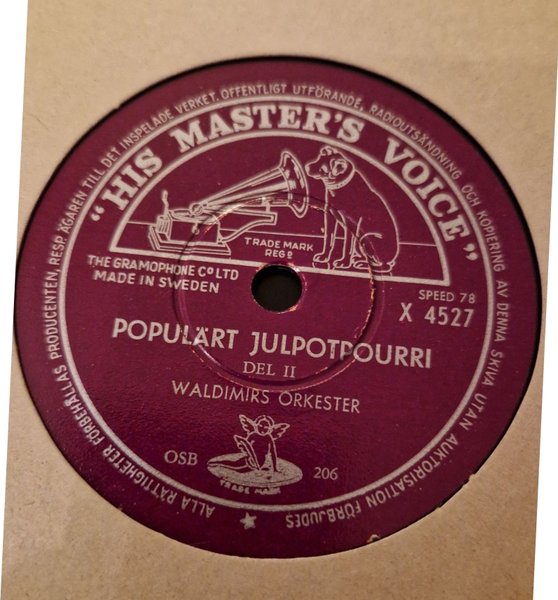 ALLA RÄTTIGHETER FÖRBEHÅLLAS PRODUCENTEN, RESP. ÄGAREN TILL DET INSPELADE VERKET. OFFENTLIGT UTFÖRANDE, RADIOUTSÄNDNING OCH KOPIERING AV DENNA SKIVA UTAN AUKTORISATION FÖRBJUDES
"HIS MASTER'S VOICE"
TRADE MARK
REGD
THE GRAMOPHONE CO LTD
MADE IN SWEDEN
SPEED 78
X 4527
POPULÄRT JULPOTPOURRI
DEL II
WALDIMIRS ORKESTER
OSB 206
TRADE MARK